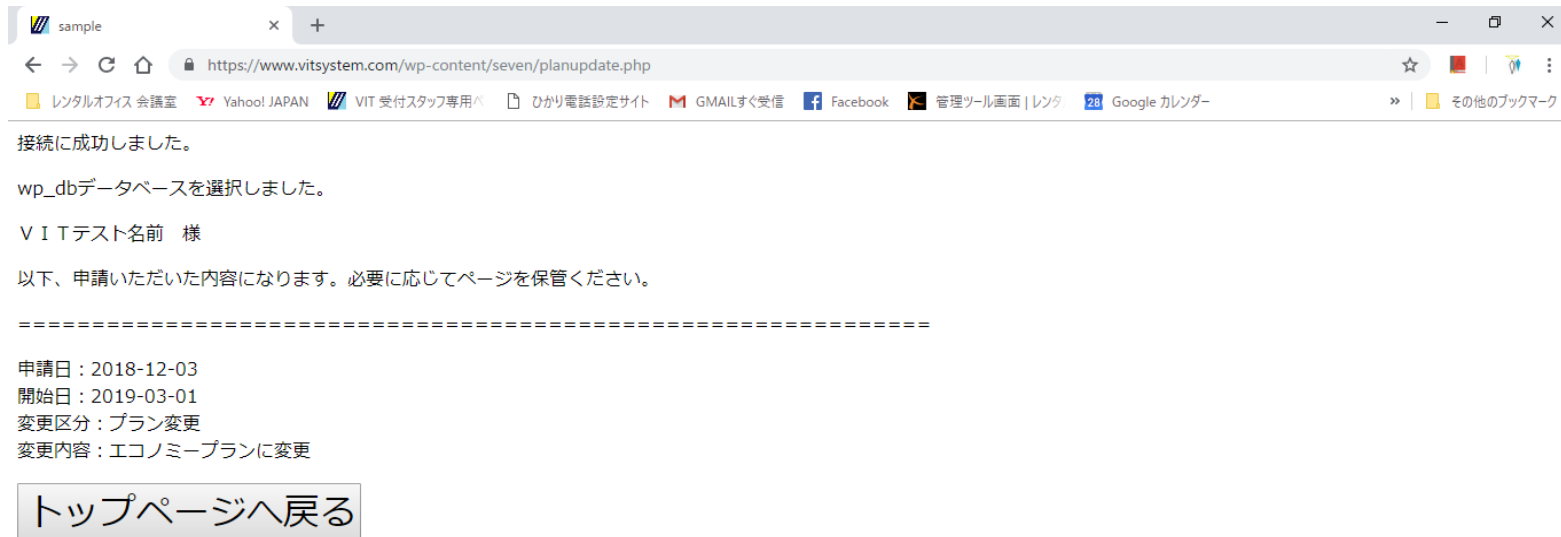 sample
https://www.vitsystem.com/wp-content/seven/planupdate.php
レンタルオフィス 会議室 Yahoo! JAPAN VIT 受付スタッフ専用ペ ひかり電話設定サイト GMAILすぐ受信 Facebook 管理ツール画面 | レンタ 28 Google カレンダー » その他のブックマーク
接続に成功しました。
wp_dbデータベースを選択しました。
ＶＩＴテスト名前　様
以下、申請いただいた内容になります。必要に応じてページを保管ください。
==============================================================
申請日：2018-12-03
開始日：2019-03-01
変更区分：プラン変更
変更内容：エコノミープランに変更
トップページへ戻る